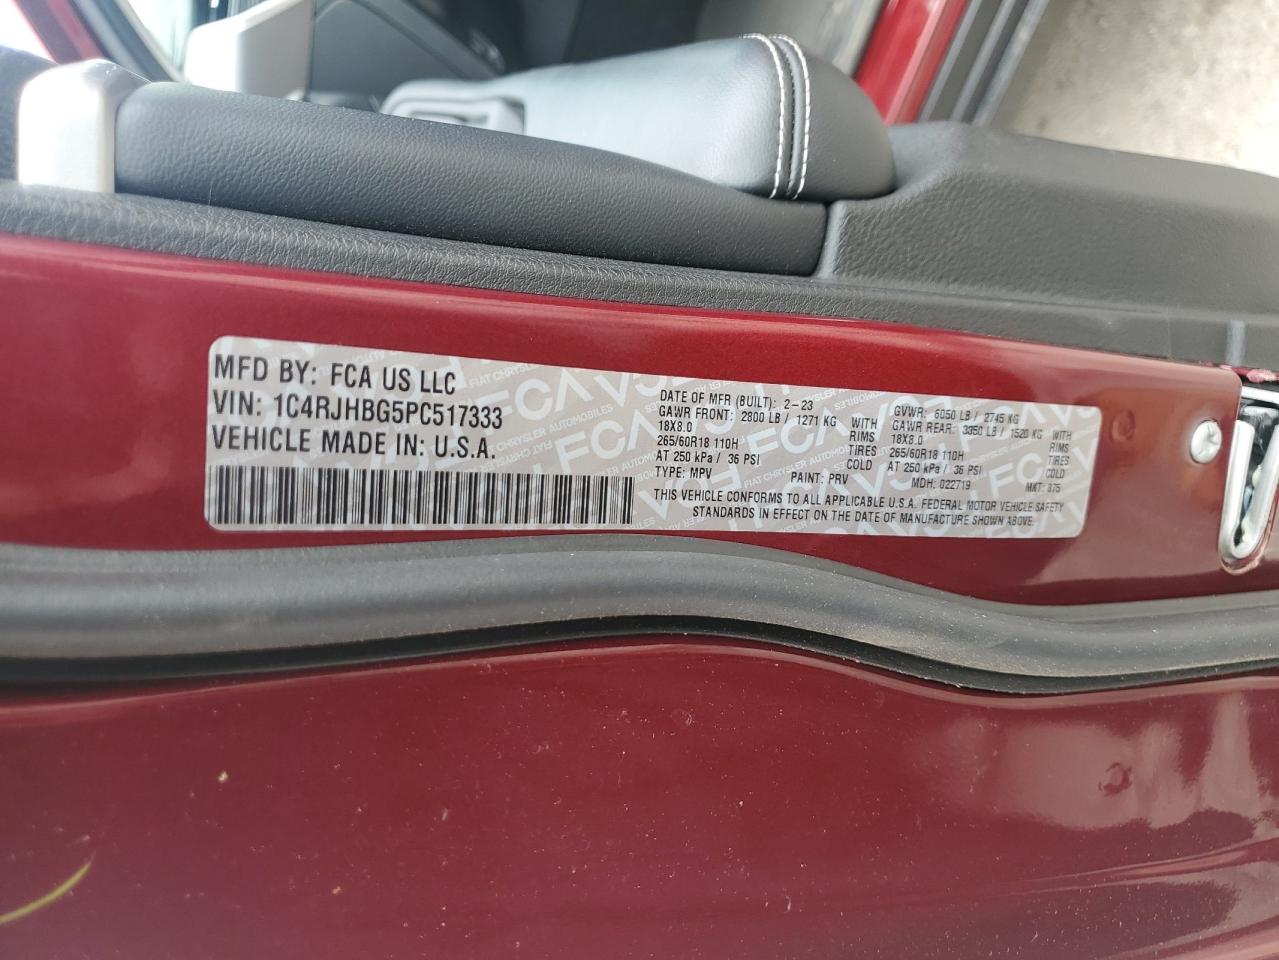 MFD BY: FCA US LLC
VIN: 1C4RJHBG5PC517333
VEHICLE MADE IN: U.S.A.
DATE OF MFR (BUILT): 2-23 GVWR: 6050 LB / 2745 KG
GAWR FRONT: 2800 LB / 1271 KG WITH GAWR REAR: 3350 LB / 1520 KG WITH
18X8.0 RIMS 18X8.0 RIMS
265/60R18 110H TIRES 265/60R18 110H TIRES
AT 250 kPa / 36 PSI COLD AT 250 kPa / 36 PSI COLD
TYPE: MPV PAINT: PRV MDH: 022719 MKT: 375
THIS VEHICLE CONFORMS TO ALL APPLICABLE U.S.A. FEDERAL MOTOR VEHICLE SAFETY
STANDARDS IN EFFECT ON THE DATE OF MANUFACTURE SHOWN ABOVE.